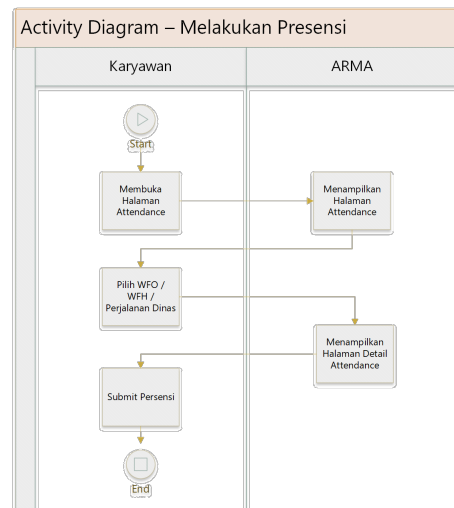 Activity Diagram – Melakukan Presensi
Karyawan
ARMA
Start
Membuka
Halaman
Attendance
Menampilkan
Halaman
Attendance
Pilih WFO /
WFH /
Perjalanan Dinas
Menampilkan
Halaman Detail
Attendance
Submit Persensi
End